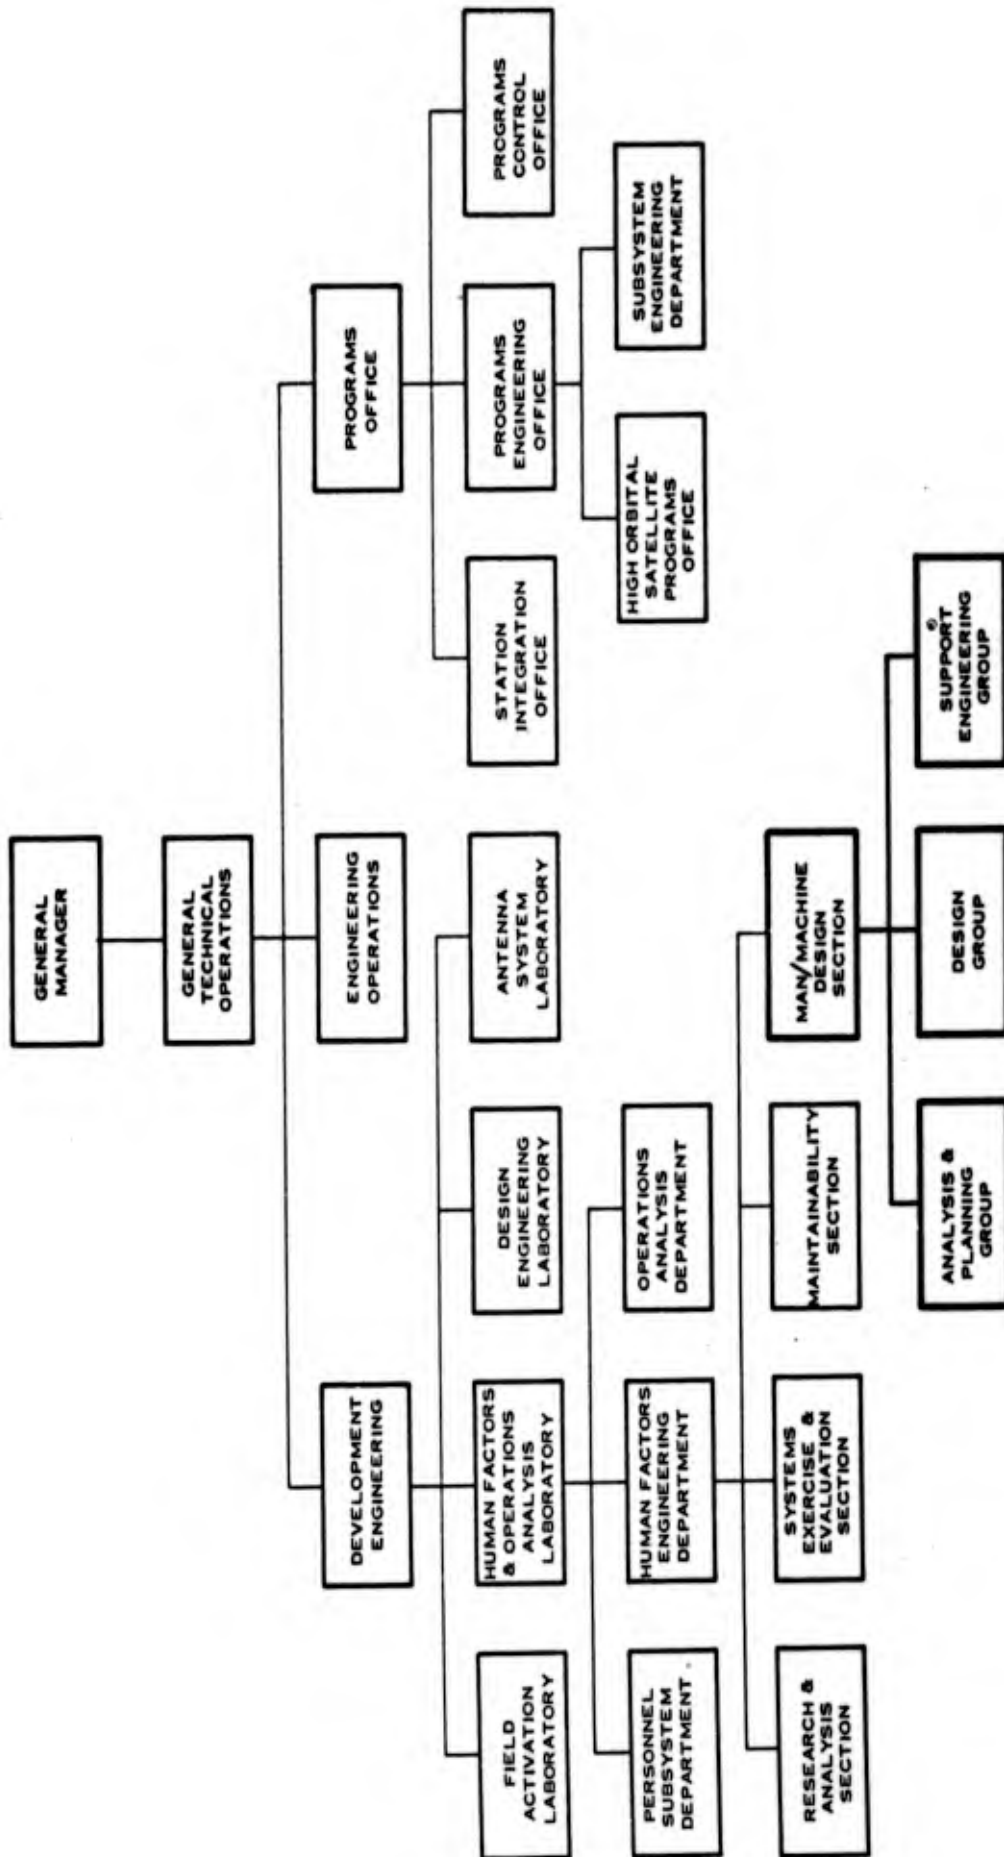 GENERAL
MANAGER
GENERAL
TECHNICAL
OPERATIONS
DEVELOPMENT
ENGINEERING
ENGINEERING
OPERATIONS
PROGRAMS
OFFICE
FIELD
ACTIVATION
LABORATORY
HUMAN FACTORS
& OPERATIONS
ANALYSIS
LABORATORY
DESIGN
ENGINEERING
LABORATORY
ANTENNA
SYSTEM
LABORATORY
STATION
INTEGRATION
OFFICE
PROGRAMS
ENGINEERING
OFFICE
PROGRAMS
CONTROL
OFFICE
PERSONNEL
SUBSYSTEM
DEPARTMENT
HUMAN FACTORS
ENGINEERING
DEPARTMENT
OPERATIONS
ANALYSIS
DEPARTMENT
HIGH ORBITAL
SATELLITE
PROGRAMS
OFFICE
SUBSYSTEM
ENGINEERING
DEPARTMENT
RESEARCH &
ANALYSIS
SECTION
SYSTEMS
EXERCISE &
EVALUATION
SECTION
MAINTAINABILITY
SECTION
MAN/MACHINE
DESIGN
SECTION
ANALYSIS &
PLANNING
GROUP
DESIGN
GROUP
SUPPORT
ENGINEERING
GROUP